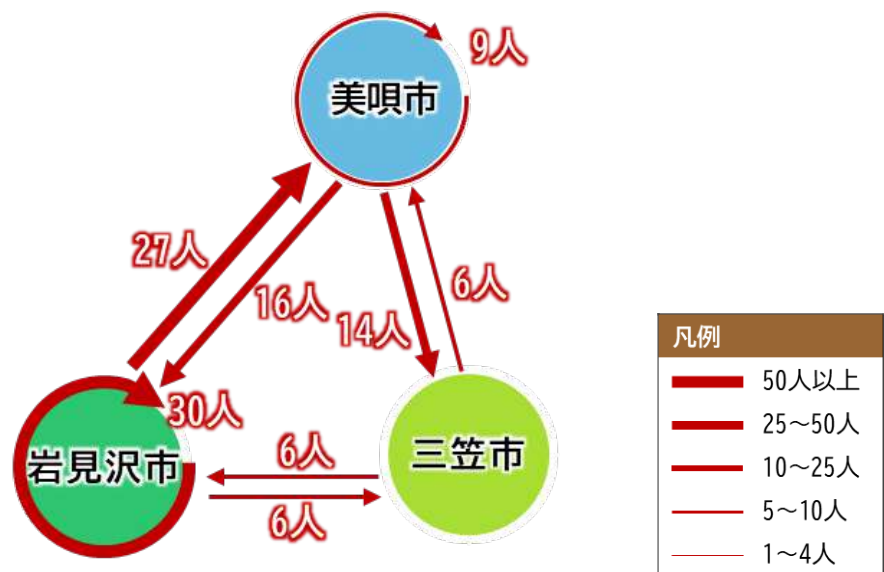 9人
美唄市
27人
16人
14人
6人
30人
岩見沢市
6人
6人
三笠市
凡例
50人以上
25～50人
10～25人
5～10人
1～4人